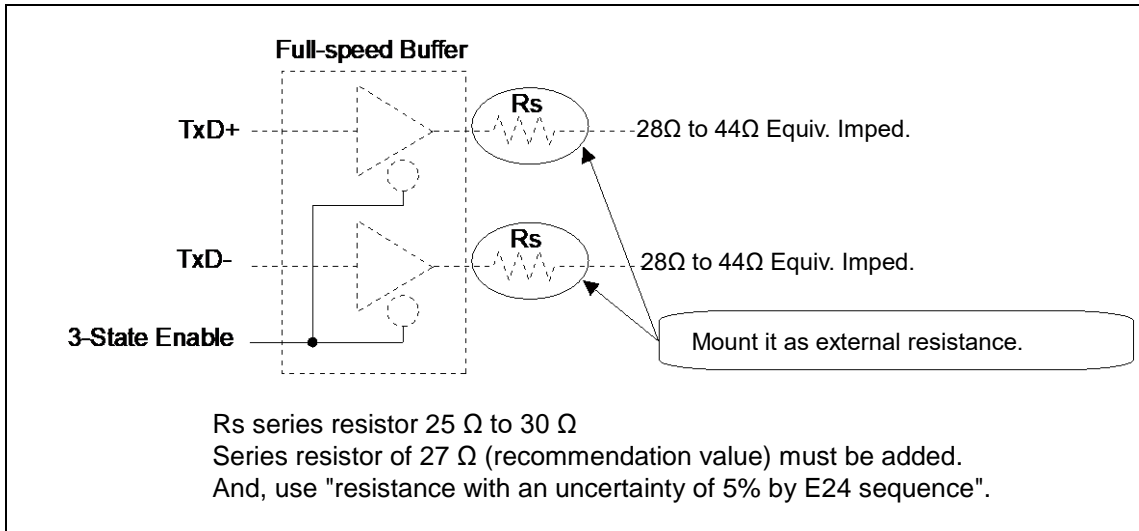 Full-speed Buffer
Rs
TxD+
28Ω to 44Ω Equiv. Imped.
Rs
TxD-
28Ω to 44Ω Equiv. Imped.
3-State Enable
Mount it as external resistance.
Rs series resistor 25 Ω to 30 Ω
Series resistor of 27 Ω (recommendation value) must be added.
And, use "resistance with an uncertainty of 5% by E24 sequence".